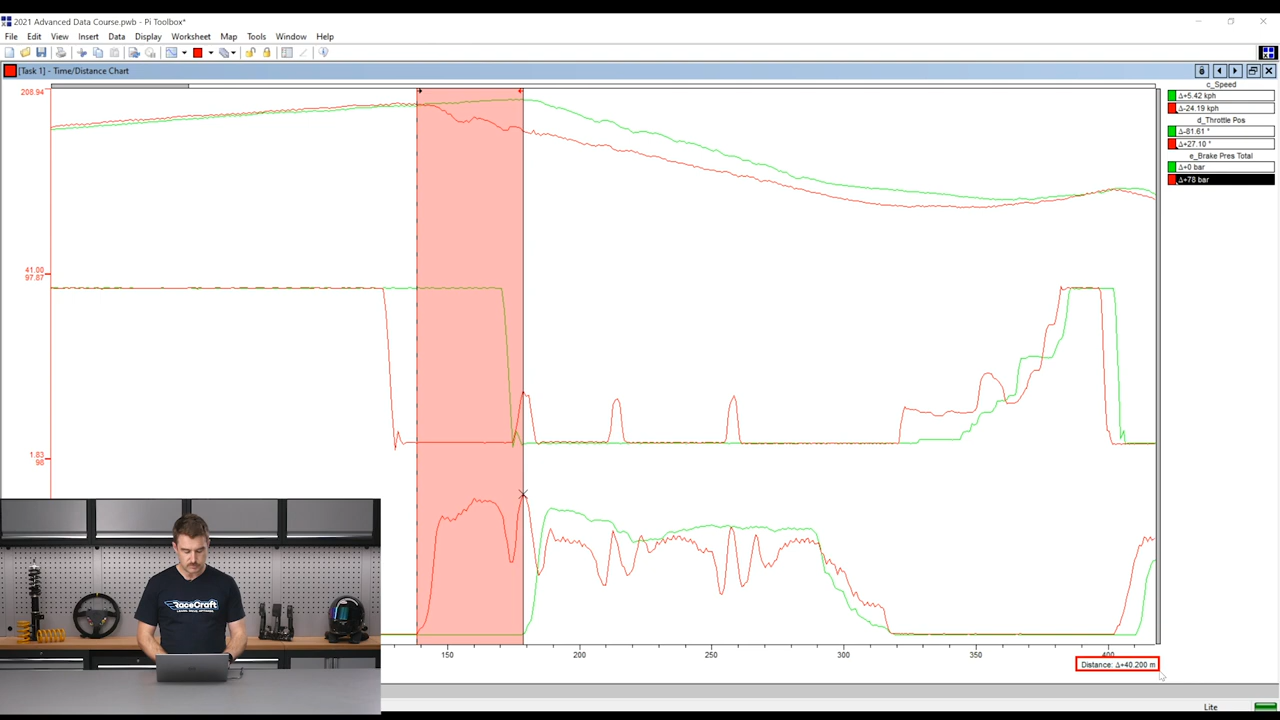 2021 Advanced Data Course.pwb - Pi Toolbox*
File Edit View Insert Data Display Worksheet Map Tools Window Help
[Task 1] - Time/Distance Chart
208.94
c_Speed
Δ+5.42 kph
Δ-24.19 kph
d_Throttle Pos
Δ-81.61 °
Δ+27.10 °
e_Brake Pres Total
Δ+0 bar
Δ+78 bar
41.00
97.87
1.83
98
RaceCraft
150 200 250 300 350 400
Distance: Δ+40.200 m
Lite